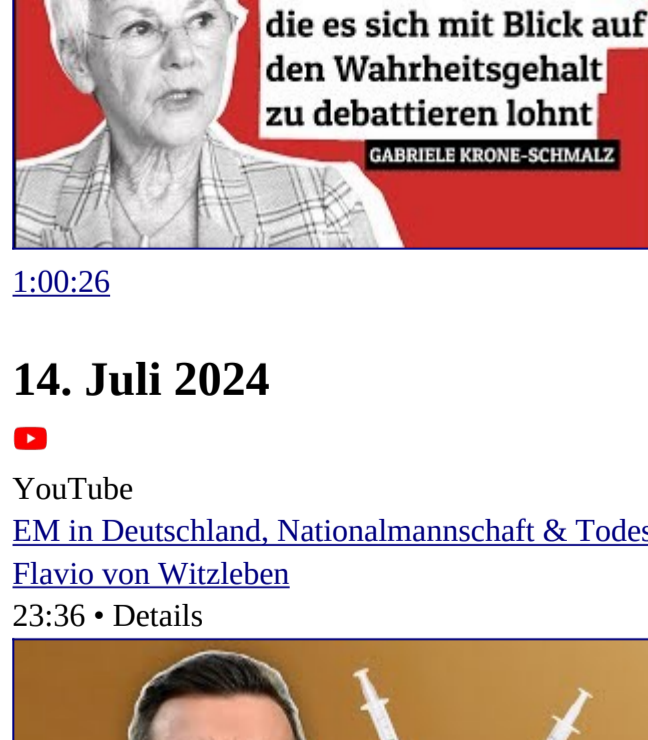 die es sich mit Blick auf
den Wahrheitsgehalt
zu debattieren lohnt
GABRIELE KRONE-SCHMALZ
1:00:26
14. Juli 2024
YouTube
EM in Deutschland, Nationalmannschaft & Todes
Flavio von Witzleben
23:36 • Details